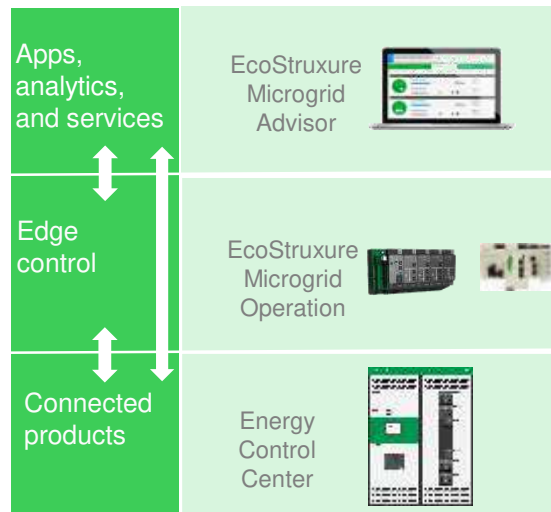 Apps,
analytics,
and services
EcoStruxure
Microgrid
Advisor
Edge
control
EcoStruxure
Microgrid
Operation
Connected
products
Energy
Control
Center